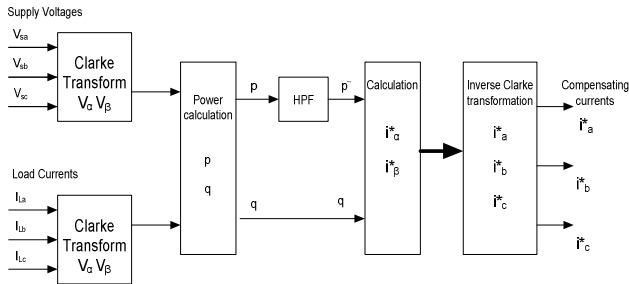 Supply Voltages
Vsa
Vsb
Vsc
Clarke
Transform
Vα Vβ
Load Currents
ILa
ILb
ILc
Clarke
Transform
Vα Vβ
Power
calculation
p
q
p
HPF
p~
q
q
Calculation
i*α
i*β
Inverse Clarke
transformation
i*a
i*b
i*c
Compensating
currents
i*a
i*b
i*c